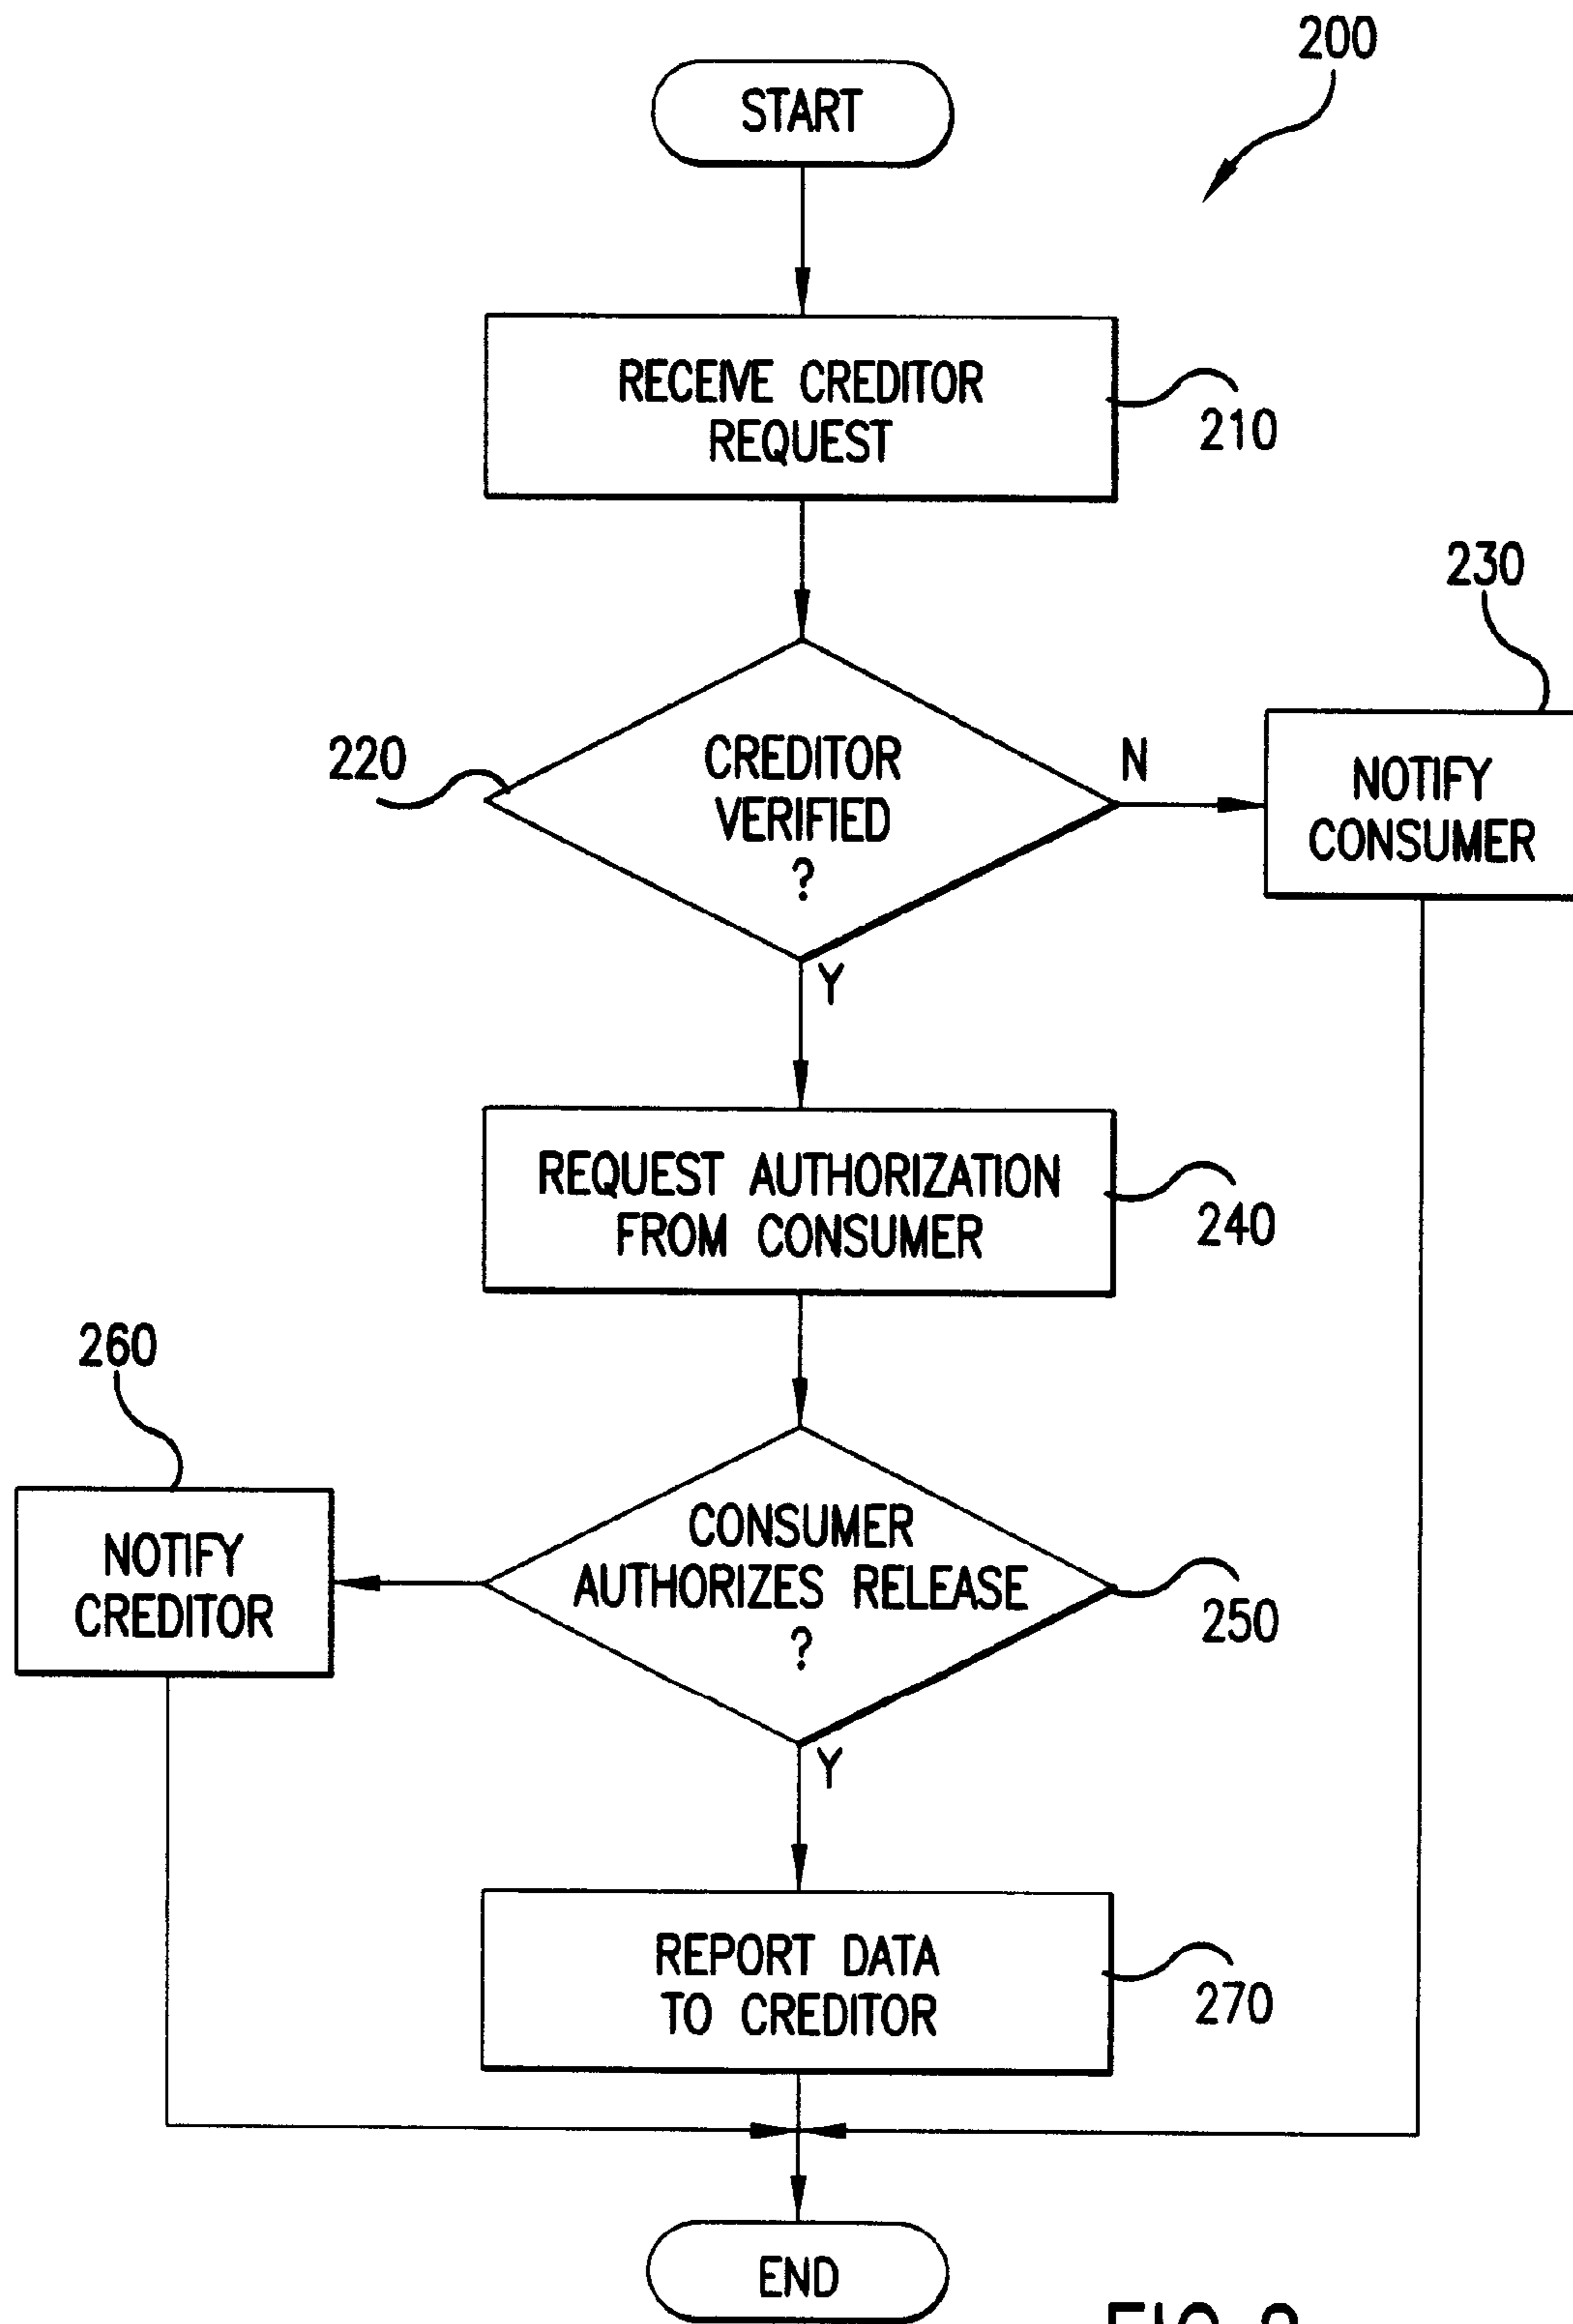 200
START
RECEIVE CREDITOR
REQUEST
210
230
220
CREDITOR
VERIFIED
?
N
NOTIFY
CONSUMER
Y
REQUEST AUTHORIZATION
FROM CONSUMER
240
260
NOTIFY
CREDITOR
CONSUMER
AUTHORIZES RELEASE
?
250
Y
REPORT DATA
TO CREDITOR
270
END